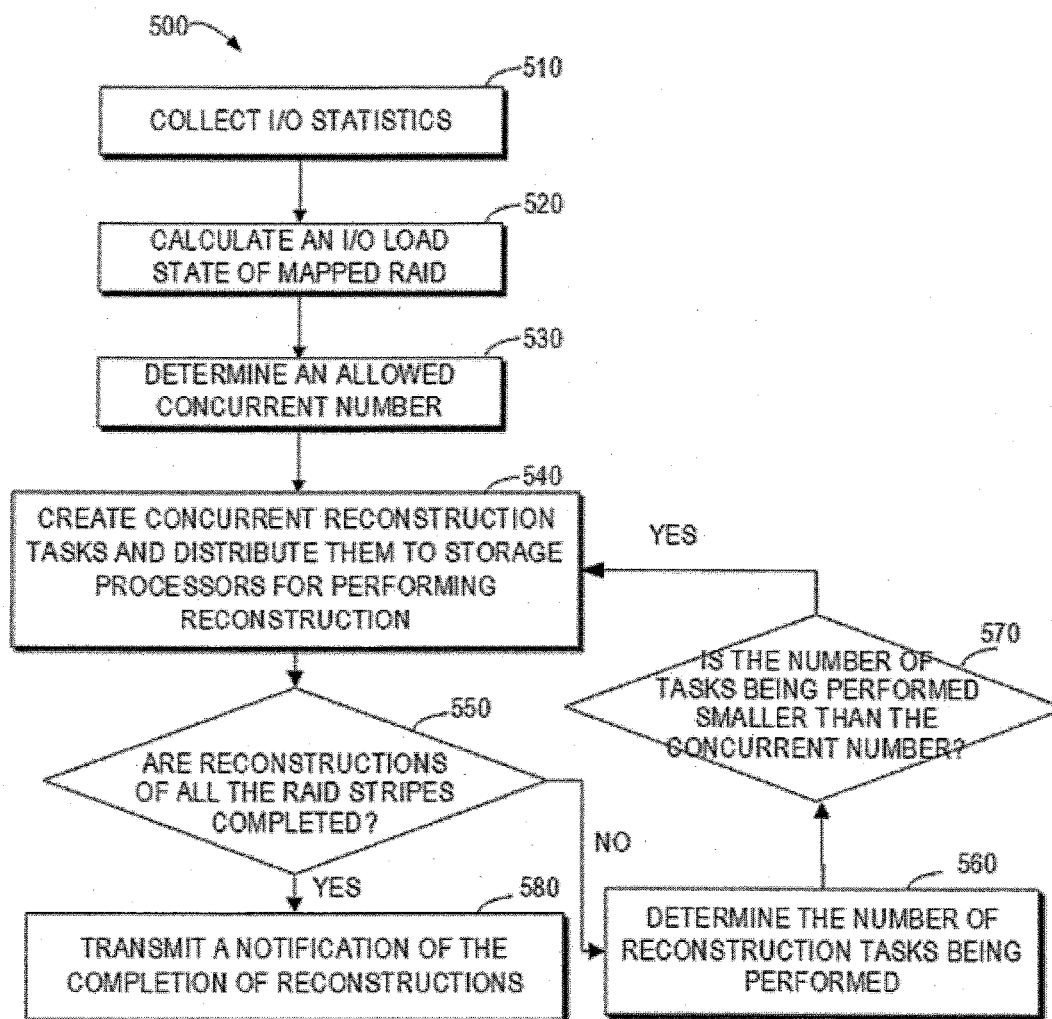 500
510
COLLECT I/O STATISTICS
520
CALCULATE AN I/O LOAD
STATE OF MAPPED RAID
530
DETERMINE AN ALLOWED
CONCURRENT NUMBER
540
CREATE CONCURRENT RECONSTRUCTION
TASKS AND DISTRIBUTE THEM TO STORAGE
PROCESSORS FOR PERFORMING
RECONSTRUCTION
YES
570
IS THE NUMBER OF
TASKS BEING PERFORMED
SMALLER THAN THE
CONCURRENT NUMBER?
550
ARE RECONSTRUCTIONS
OF ALL THE RAID STRIPES
COMPLETED?
NO
YES
580
TRANSMIT A NOTIFICATION OF THE
COMPLETION OF RECONSTRUCTIONS
560
DETERMINE THE NUMBER OF
RECONSTRUCTION TASKS BEING
PERFORMED